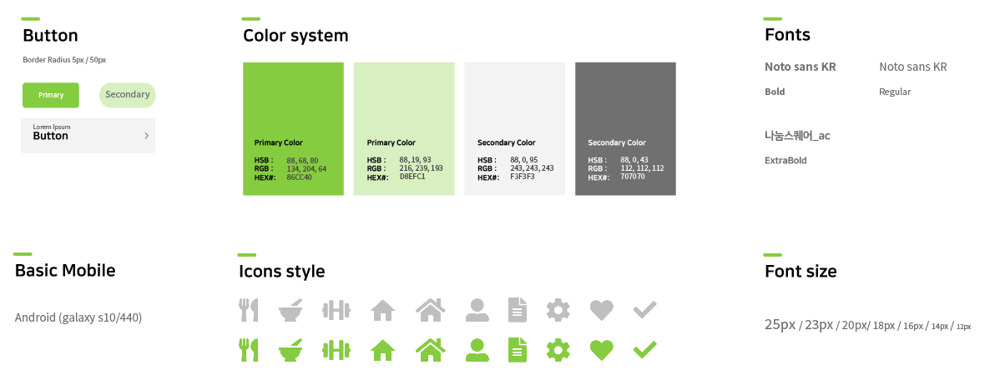 Button
Border Radius 5px / 50px
Primary
Secondary
Lorem Ipsum
Button
Color system
Primary Color
HSB : 88, 68, 80
RGB : 134, 204, 64
HEX#: 86CC40
Primary Color
HSB : 88, 19, 93
RGB : 216, 239, 193
HEX#: D8EFC1
Secondary Color
HSB : 88, 0, 95
RGB : 243, 243, 243
HEX#: F3F3F3
Secondary Color
HSB : 88, 0, 43
RGB : 112, 112, 112
HEX#: 707070
Fonts
Noto sans KR
Bold
Noto sans KR
Regular
나눔스퀘어_ac
ExtraBold
Basic Mobile
Android (galaxy s10/440)
Icons style
Font size
25px / 23px / 20px/ 18px / 16px / 14px / 12px